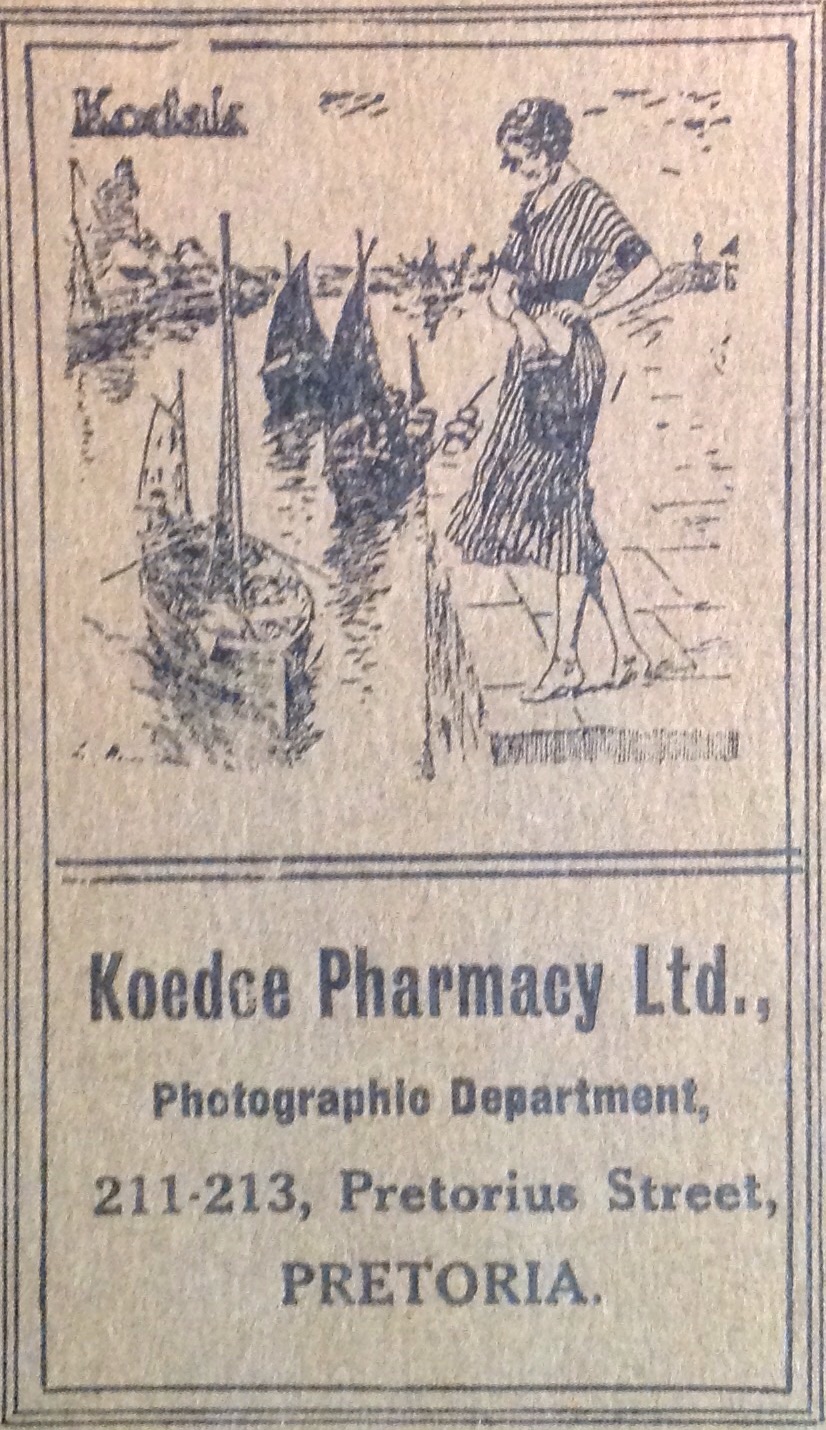 Kodak
Koedoe Pharmacy Ltd.,
Photographic Department,
211-213, Pretorius Street,
PRETORIA.